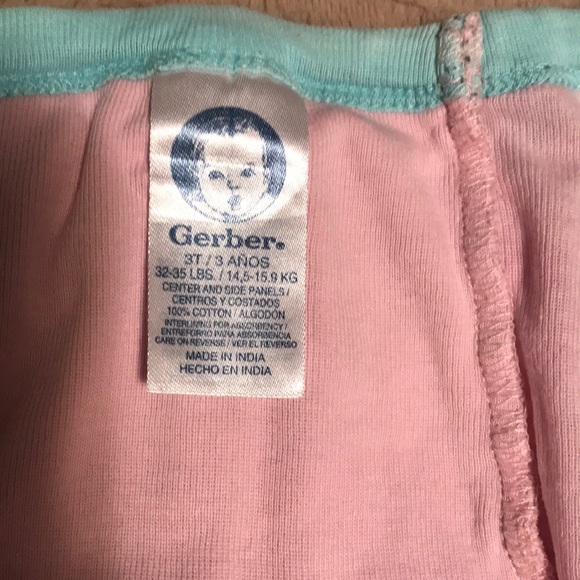 Gerber®
3T / 3 AÑOS
32-35 LBS. / 14,5-15.9 KG
CENTER AND SIDE PANELS /
CENTROS Y COSTADOS
100% COTTON / ALGODÓN
INTERLINING FOR ABSORBENCY /
ENTREFORRO PARA ABSORBENCIA
CARE ON REVERSE / VER EL REVERSO
MADE IN INDIA
HECHO EN INDIA